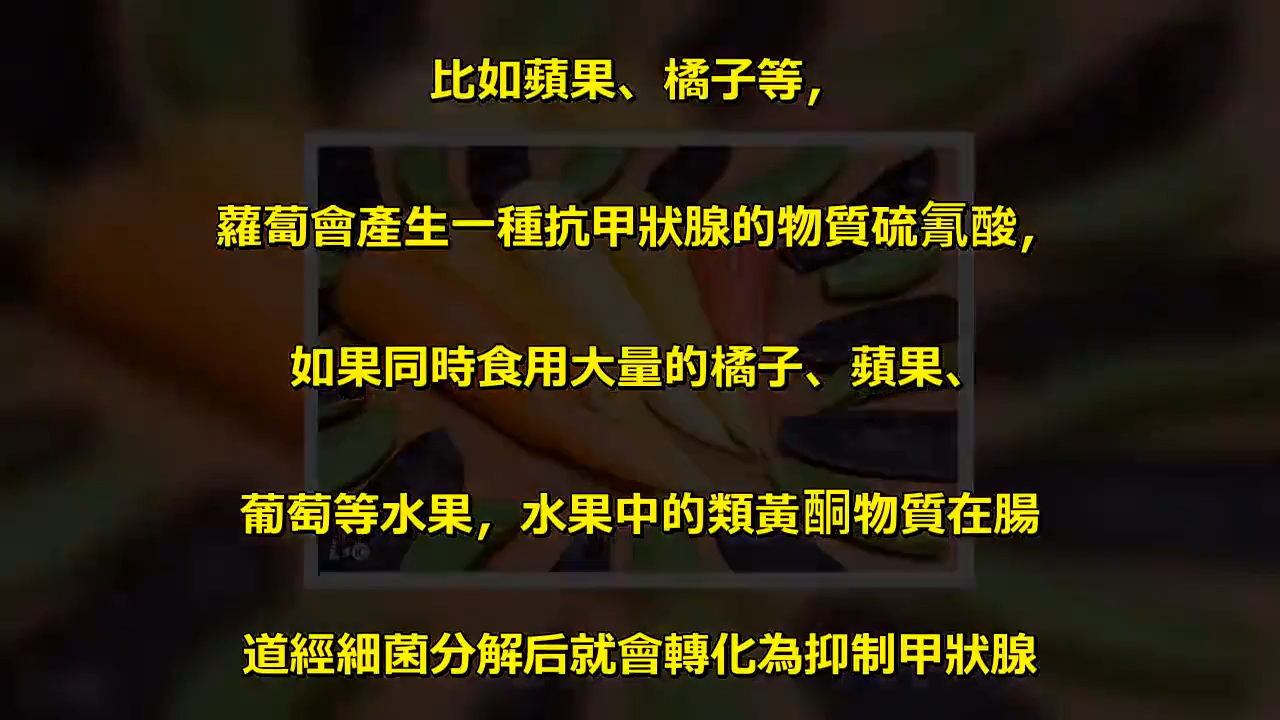 比如蘋果、橘子等，
蘿蔔會產生一種抗甲狀腺的物質硫氰酸，
如果同時食用大量的橘子、蘋果、
葡萄等水果，水果中的類黃酮物質在腸
道經細菌分解后就會轉化為抑制甲狀腺